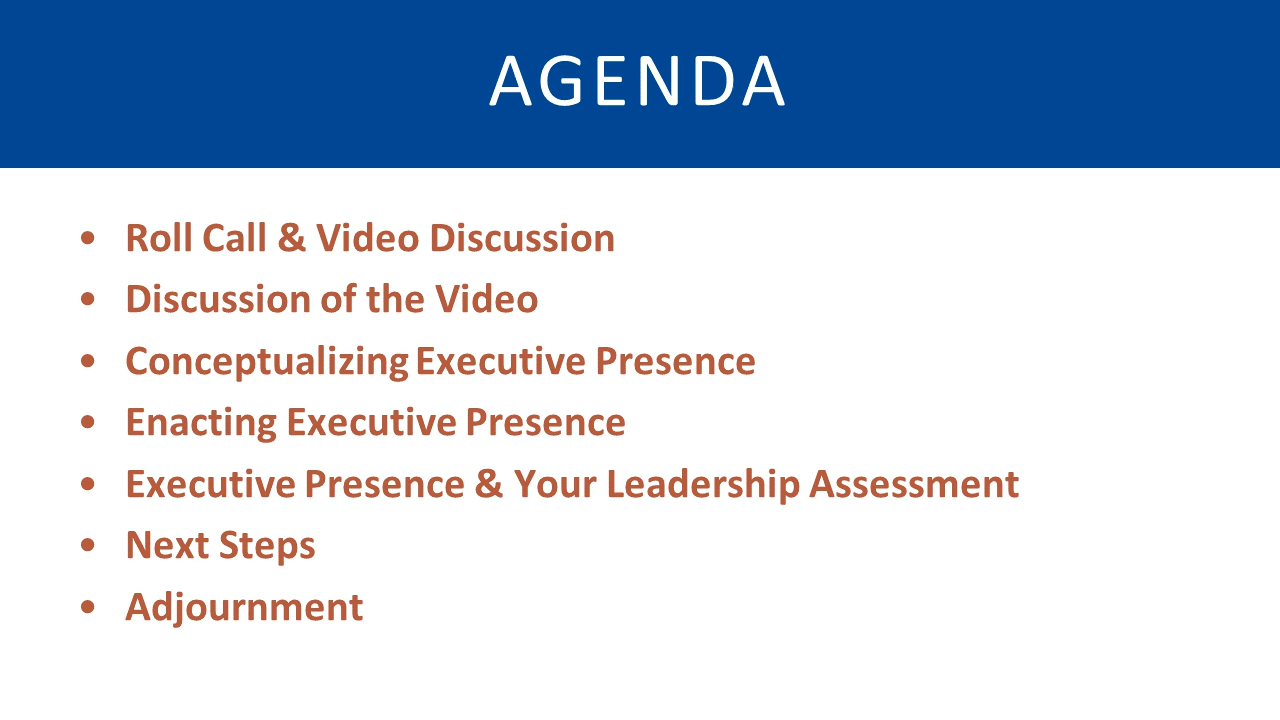 AGENDA
• Roll Call & Video Discussion
• Discussion of the Video
• Conceptualizing Executive Presence
• Enacting Executive Presence
• Executive Presence & Your Leadership Assessment
• Next Steps
• Adjournment